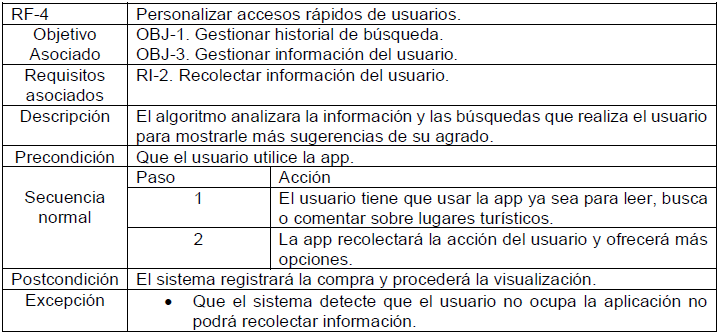 RF-4 Personalizar accesos rápidos de usuarios.
Objetivo Asociado OBJ-1. Gestionar historial de búsqueda.
OBJ-3. Gestionar información del usuario.
Requisitos asociados RI-2. Recolectar información del usuario.
Descripción El algoritmo analizara la información y las búsquedas que realiza el usuario
para mostrarle más sugerencias de su agrado.
Precondición Que el usuario utilice la app.
Secuencia normal Paso Acción
1 El usuario tiene que usar la app ya sea para leer, busca
o comentar sobre lugares turísticos.
2 La app recolectará la acción del usuario y ofrecerá más
opciones.
Postcondición El sistema registrará la compra y procederá la visualización.
Excepción • Que el sistema detecte que el usuario no ocupa la aplicación no
podrá recolectar información.